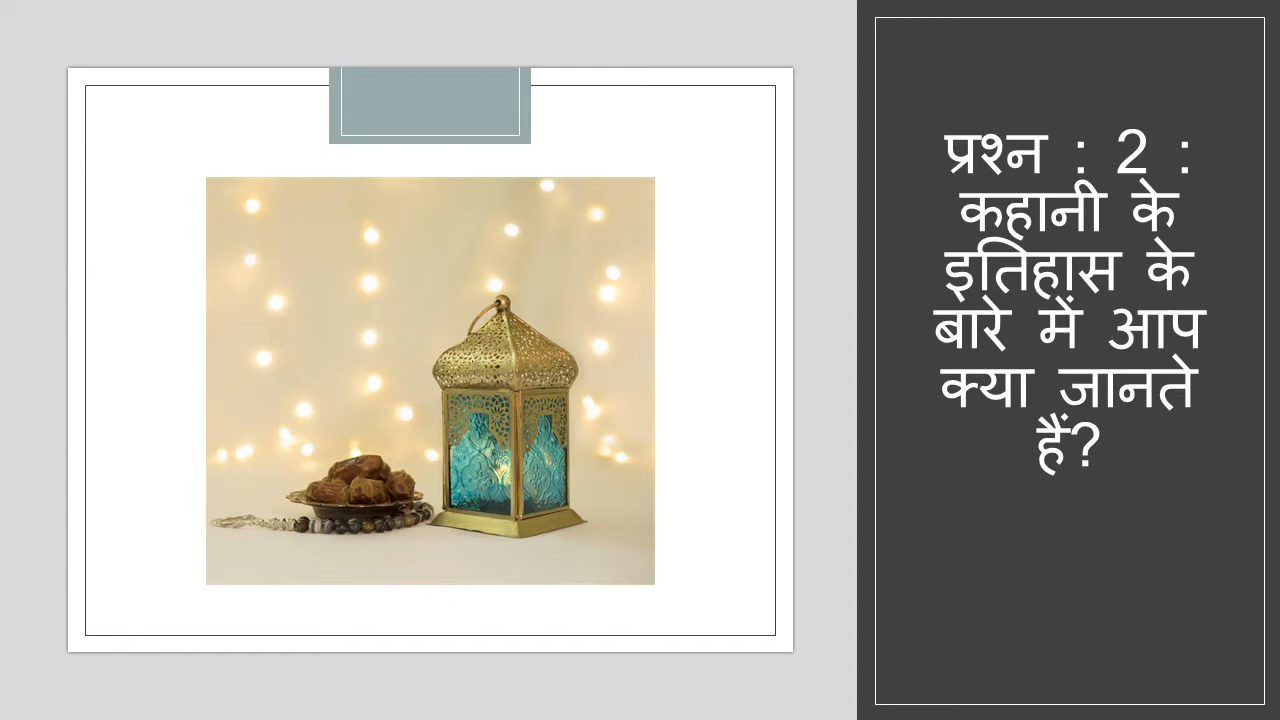 प्रश्न : 2 :
कहानी के
इतिहास के
बारे में आप
क्या जानते
हैं?